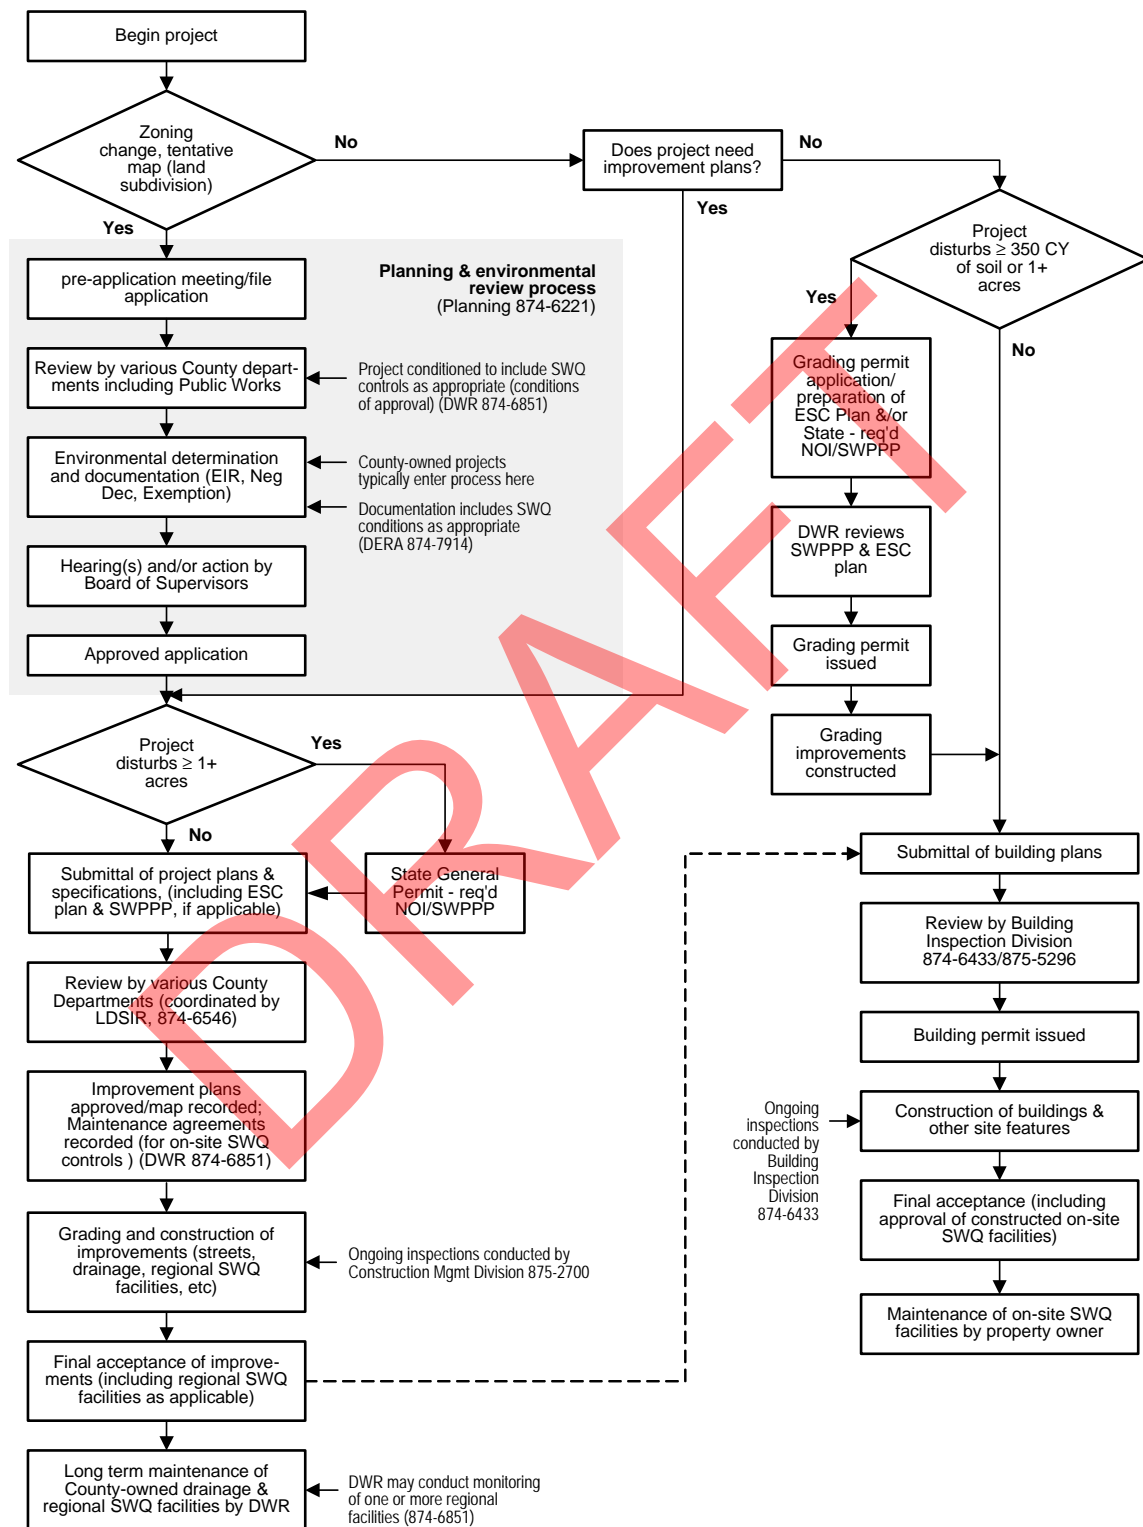 Begin project
Zoning
change, tentative
map (land
subdivision)
No
Does project need
improvement plans?
No
Yes
Yes
Project
disturbs ≥ 350 CY
of soil or 1+
acres
Yes
No
Planning & environmental
review process
(Planning 874-6221)
pre-application meeting/file
application
Review by various County depart-
ments including Public Works
Project conditioned to include SWQ
controls as appropriate (conditions
of approval) (DWR 874-6851)
Environmental determination
and documentation (EIR, Neg
Dec, Exemption)
County-owned projects
typically enter process here
Documentation includes SWQ
conditions as appropriate
(DERA 874-7914)
Hearing(s) and/or action by
Board of Supervisors
Approved application
Grading permit
application/
preparation of
ESC Plan &/or
State - req'd
NOI/SWPPP
DWR reviews
SWPPP & ESC
plan
Grading permit
issued
Grading
improvements
constructed
Project
disturbs ≥ 1+
acres
Yes
No
Submittal of project plans &
specifications, (including ESC
plan & SWPPP, if applicable)
State General
Permit - req'd
NOI/SWPPP
Review by various County
Departments (coordinated by
LDSIR, 874-6546)
Improvement plans
approved/map recorded;
Maintenance agreements
recorded (for on-site SWQ
controls ) (DWR 874-6851)
Grading and construction of
improvements (streets,
drainage, regional SWQ
facilities, etc)
Ongoing inspections conducted by
Construction Mgmt Division 875-2700
Final acceptance of improve-
ments (including regional SWQ
facilities as applicable)
Long term maintenance of
County-owned drainage &
regional SWQ facilities by DWR
DWR may conduct monitoring
of one or more regional
facilities (874-6851)
Submittal of building plans
Review by Building
Inspection Division
874-6433/875-5296
Building permit issued
Construction of buildings &
other site features
Ongoing
inspections
conducted by
Building
Inspection
Division
874-6433
Final acceptance (including
approval of constructed on-site
SWQ facilities)
Maintenance of on-site SWQ
facilities by property owner
DRAFT